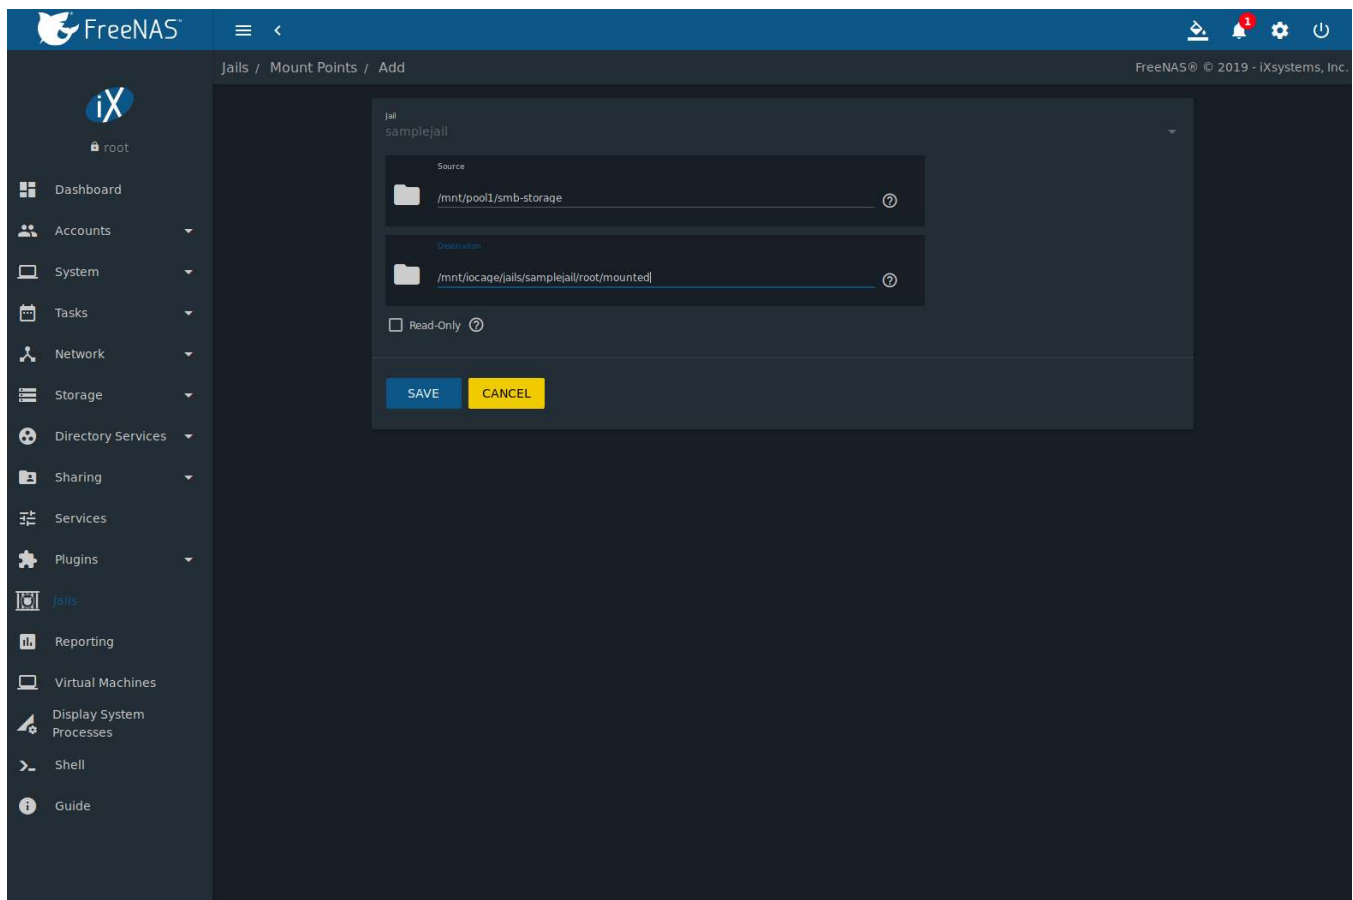 FreeNAS™
1
Jails / Mount Points / Add
FreeNAS® © 2019 - iXsystems, Inc.
iX
root
Dashboard
Accounts
System
Tasks
Network
Storage
Directory Services
Sharing
Services
Plugins
Jails
Reporting
Virtual Machines
Display System
Processes
Shell
Guide
Jail
samplejail
Source
/mnt/pool1/smb-storage
Destination
/mnt/iocage/jails/samplejail/root/mounted
Read-Only
SAVE
CANCEL